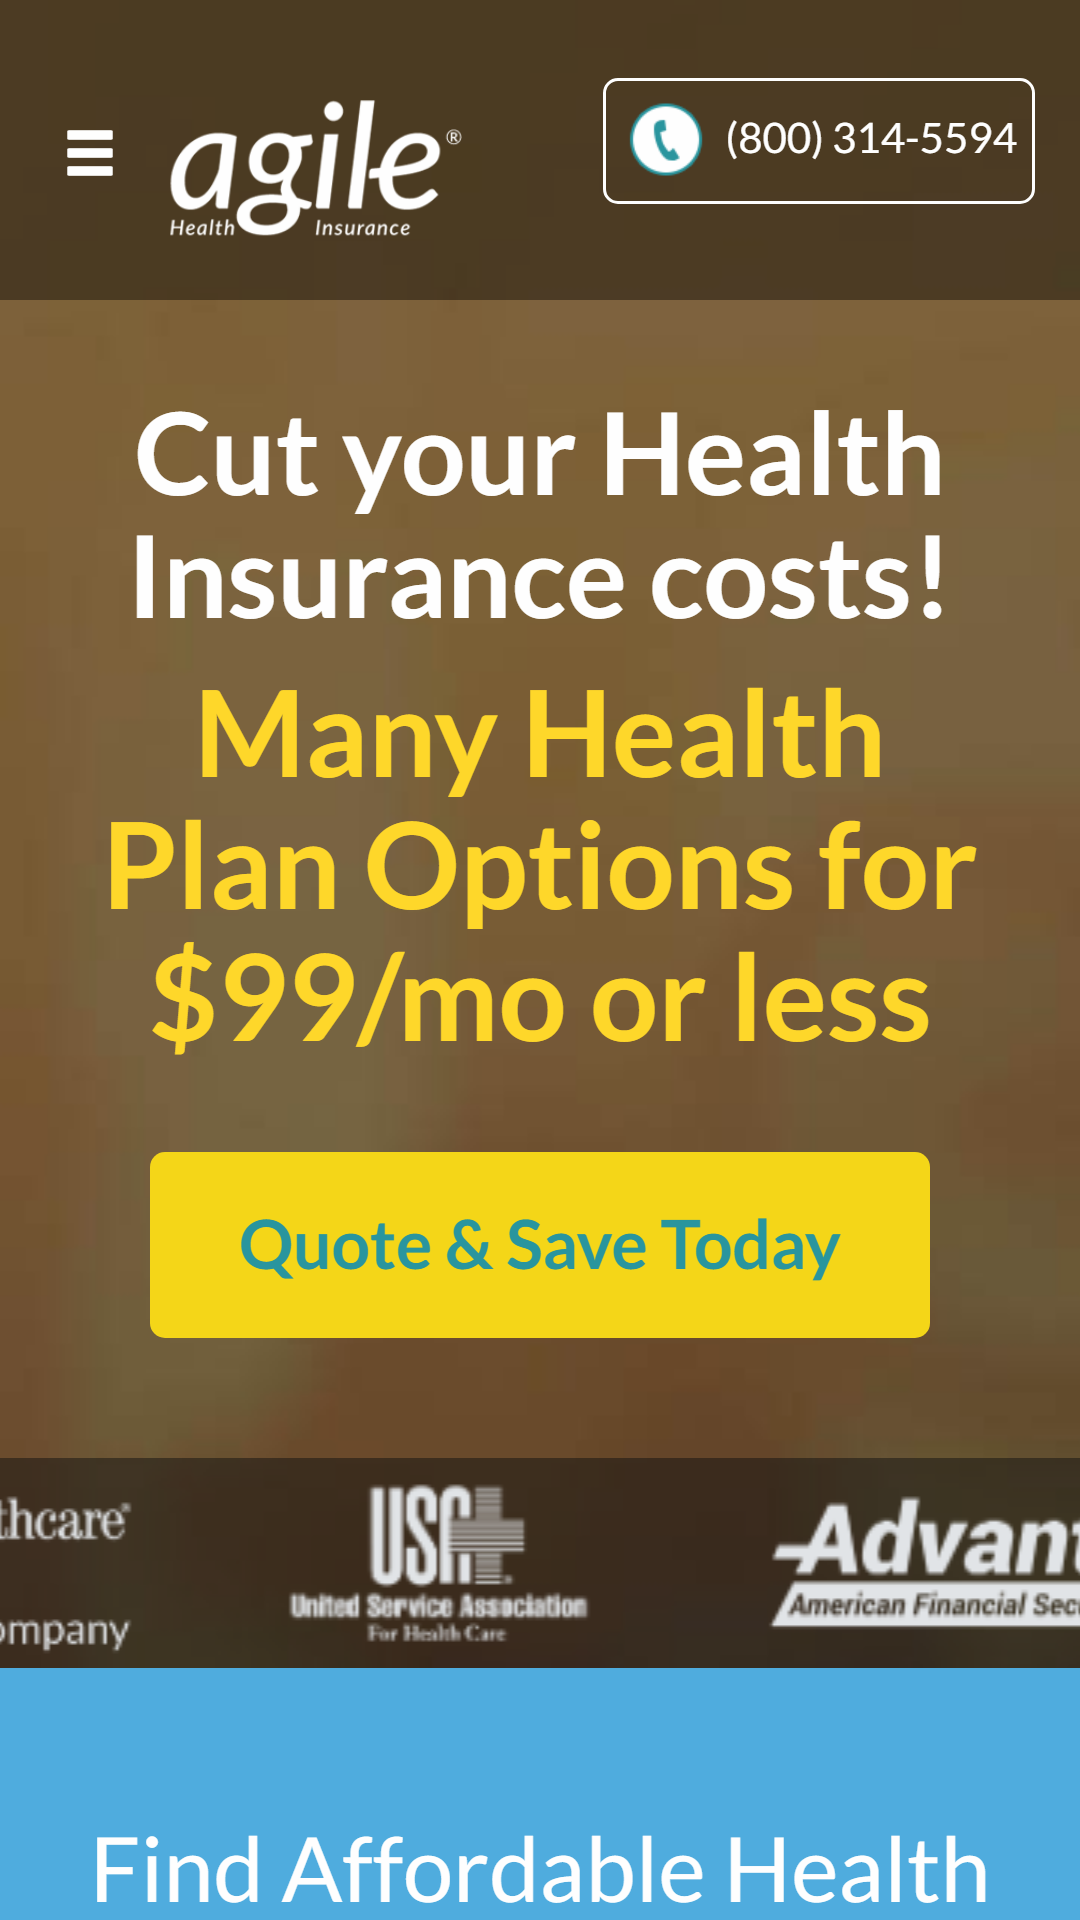 agile®
Health Insurance
(800) 314-5594
Cut your Health
Insurance costs!
Many Health
Plan Options for
$99/mo or less
Quote & Save Today
thcare®
ompany
USA
United Service Association
For Health Care
Advant
American Financial Sec
Find Affordable Health